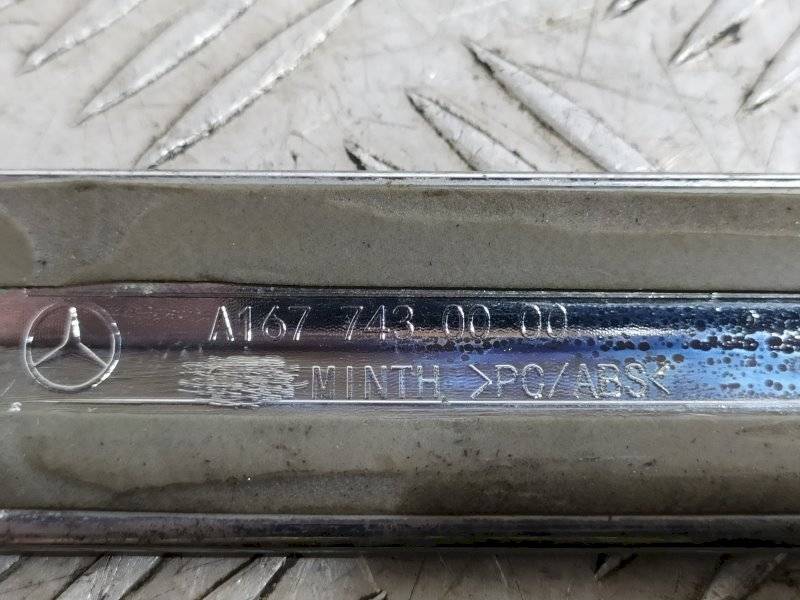 A167 743 00 00
MINTH >PC/ABS<